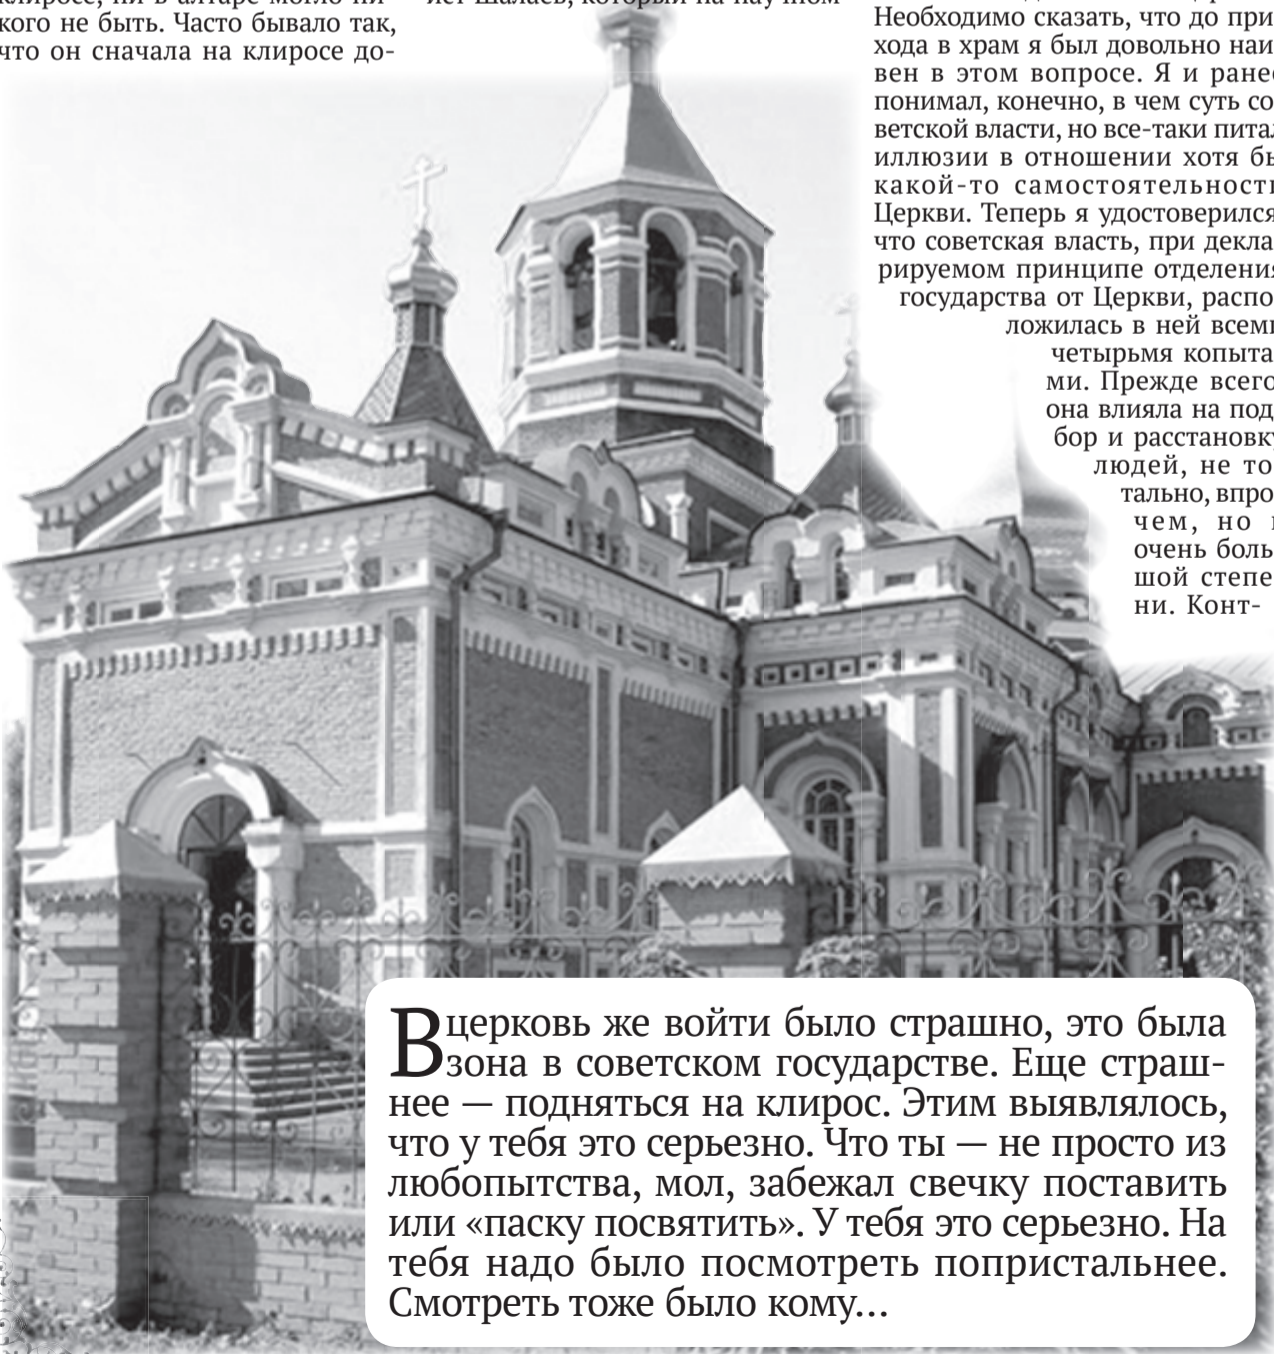 кого не быть. Часто бывало так,
что он сначала на клиросе до-
Необходимо сказать, что до при-
хода в храм я был довольно наи-
вен в этом вопросе. Я и ранее
понимал, конечно, в чем суть со-
ветской власти, но все-таки питал
иллюзии в отношении хотя бы
какой-то самостоятельности
Церкви. Теперь я удостоверился,
что советская власть, при декла-
рируемом принципе отделения
государства от Церкви, распо-
ложилась в ней всеми
четырьмя копыта-
ми. Прежде всего,
она влияла на под-
бор и расстановку
людей, не то-
тально, впро-
чем, но в
очень боль-
шой степе-
ни. Конт-
В церковь же войти было страшно, это была
зона в советском государстве. Еще страш-
нее — подняться на клирос. Этим выявлялось,
что у тебя это серьезно. Что ты — не просто из
любопытства, мол, забежал свечку поставить
или «паску посвятить». У тебя это серьезно. На
тебя надо было посмотреть попристальнее.
Смотреть тоже было кому...